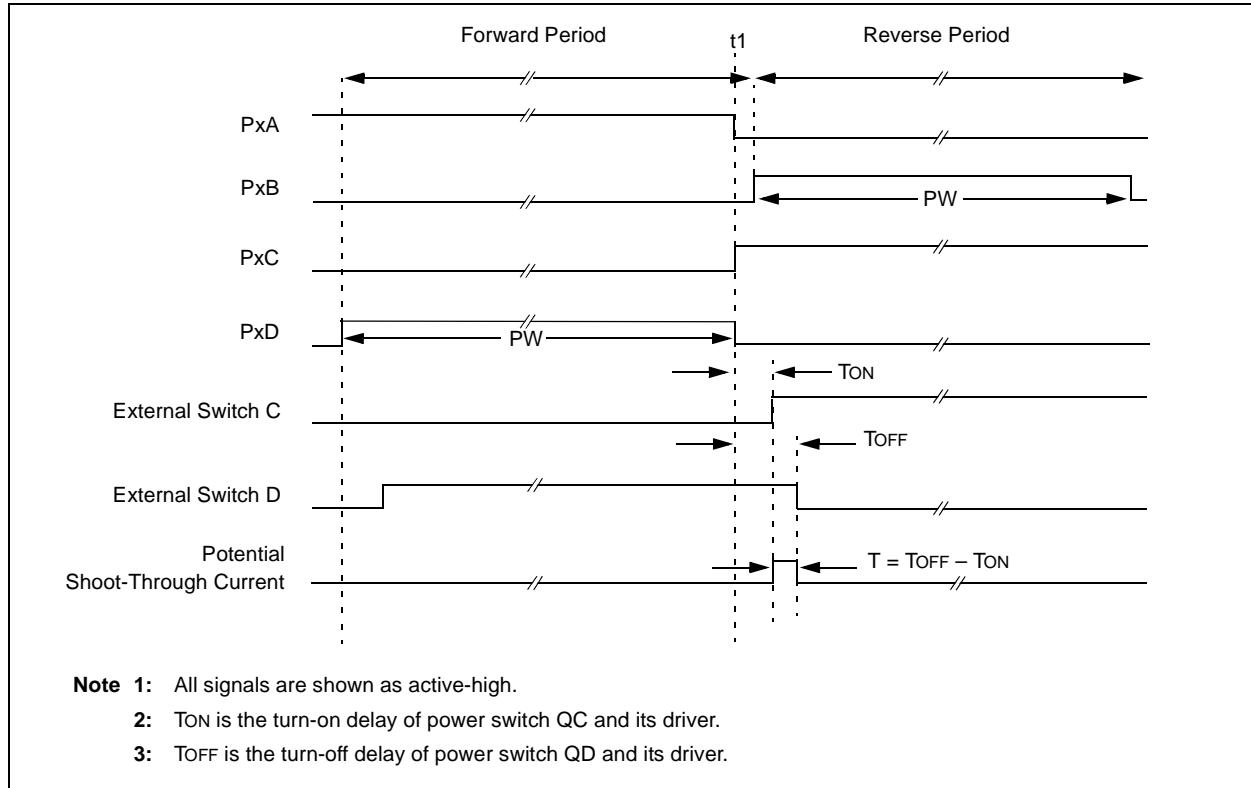 Forward Period
t1
Reverse Period
PxA
PxB
PW
PxC
PxD
PW
TON
External Switch C
TOFF
External Switch D
Potential
Shoot-Through Current
T = TOFF – TON
Note 1: All signals are shown as active-high.
2: TON is the turn-on delay of power switch QC and its driver.
3: TOFF is the turn-off delay of power switch QD and its driver.